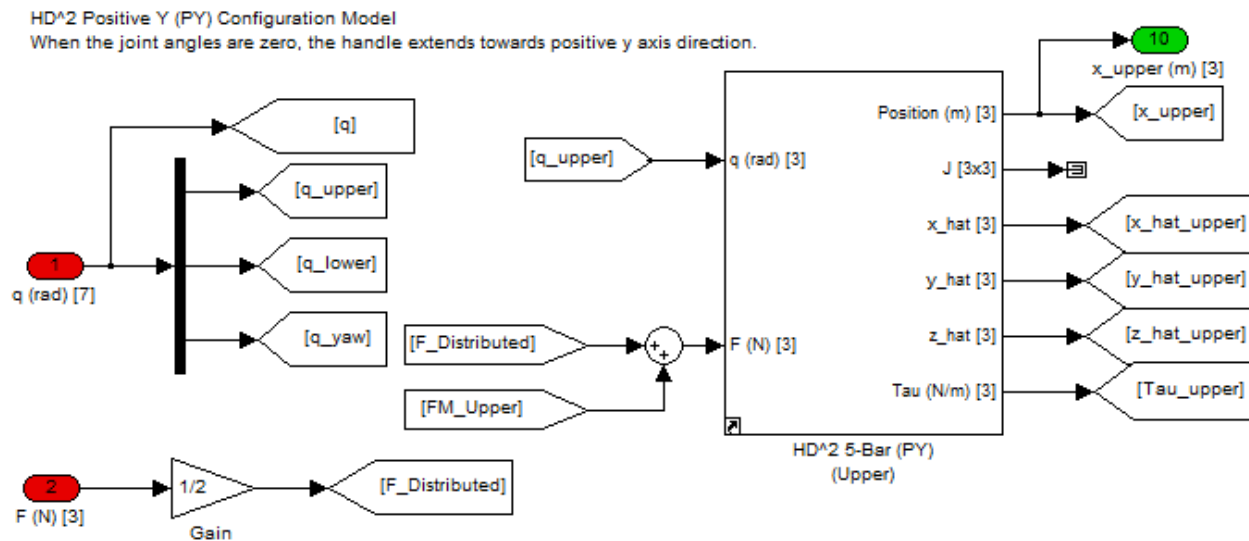 HD^2 Positive Y (PY) Configuration Model
When the joint angles are zero, the handle extends towards positive y axis direction.
10
x_upper (m) [3]
[q]
Position (m) [3]
[x_upper]
[q_upper]
[q_upper]
q (rad) [3]
J [3x3]
x_hat [3]
[x_hat_upper]
1
q (rad) [7]
[q_lower]
y_hat [3]
[y_hat_upper]
[q_yaw]
[F_Distributed]
+
+
F (N) [3]
z_hat [3]
[z_hat_upper]
[FM_Upper]
Tau (N/m) [3]
[Tau_upper]
HD^2 5-Bar (PY)
(Upper)
2
F (N) [3]
1/2
Gain
[F_Distributed]